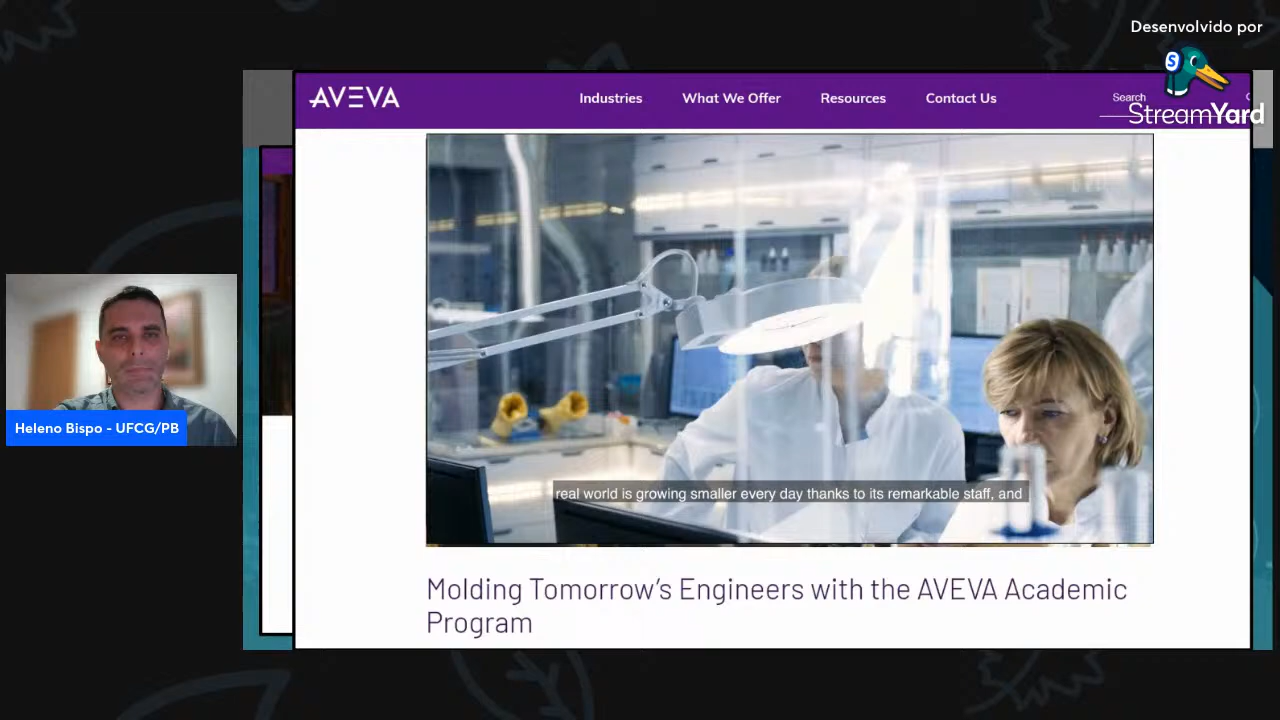 Desenvolvido por
StreamYard
AVEVA
Industries
What We Offer
Resources
Contact Us
Search
real world is growing smaller every day thanks to its remarkable staff, and
Heleno Bispo - UFCG/PB
Molding Tomorrow's Engineers with the AVEVA Academic
Program